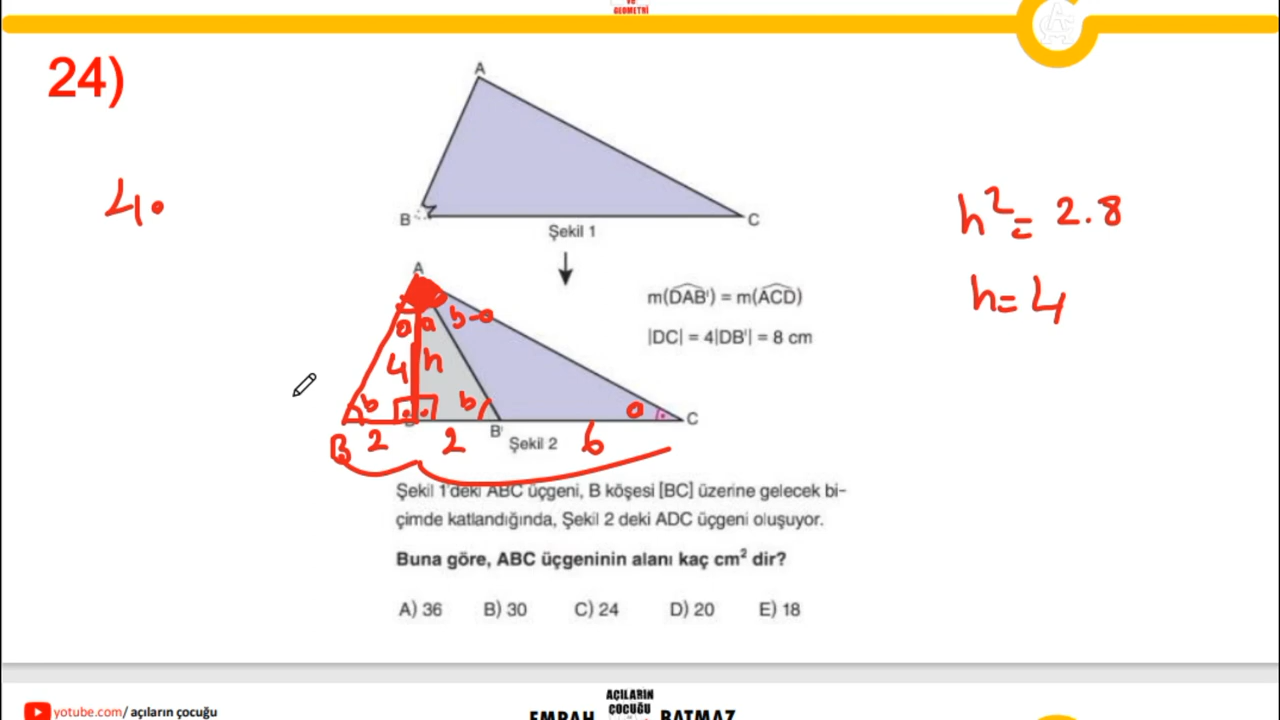 VE
GEOMETRİ
24)
A
4.
h² = 2.8
B
C
Şekil 1
h = 4
A
m(DAB') = m(ACD)
a a b-a
|DC| = 4|DB'| = 8 cm
4 h
b b a
C
B 2 2 B' 6
Şekil 2
Şekil 1'deki ABC üçgeni, B köşesi [BC] üzerine gelecek bi-
çimde katlandığında, Şekil 2 deki ADC üçgeni oluşuyor.
Buna göre, ABC üçgeninin alanı kaç cm² dir?
A) 36 B) 30 C) 24 D) 20 E) 18
yotube.com/ açıların çocuğu
AÇILARIN
ÇOCUĞU
EMRAH BATMAZ